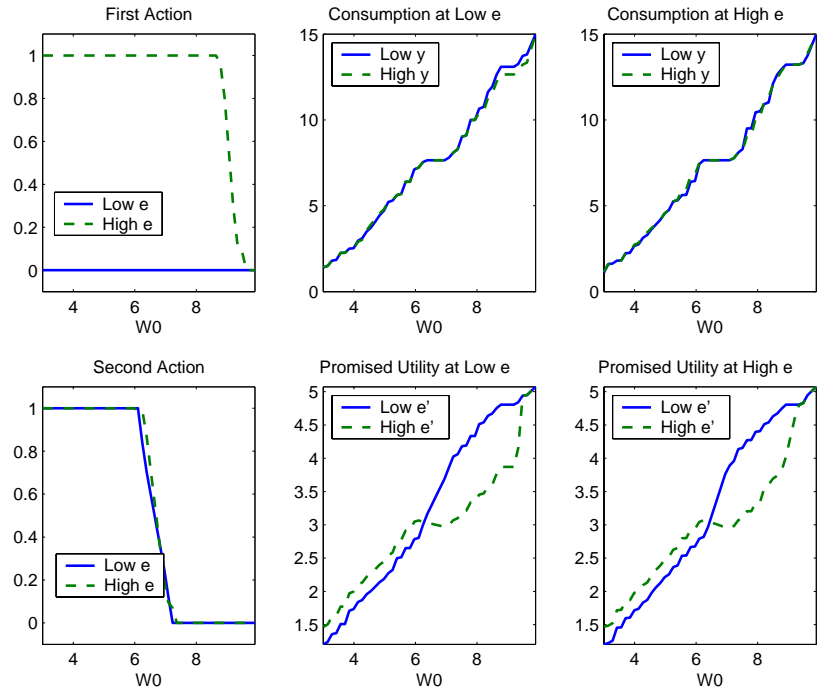 First Action
1
0.8
0.6
0.4
0.2
0
Low e
High e
4
6
8
W0
Consumption at Low e
15
10
5
0
Low y
High y
4
6
8
W0
Consumption at High e
15
10
5
0
Low y
High y
4
6
8
W0
Second Action
1
0.8
0.6
0.4
0.2
0
Low e
High e
4
6
8
W0
Promised Utility at Low e
5
4.5
4
3.5
3
2.5
2
1.5
Low e’
High e’
4
6
8
W0
Promised Utility at High e
5
4.5
4
3.5
3
2.5
2
1.5
Low e’
High e’
4
6
8
W0